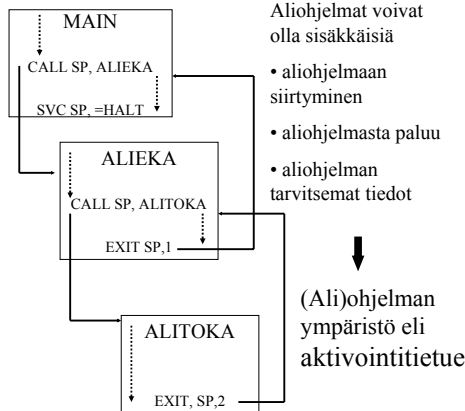 MAIN
CALL SP, ALIEKA
SVC SP, =HALT
ALIEKA
CALL SP, ALITOKA
EXIT SP,1
ALITOKA
EXIT, SP,2
Aliohjelmat voivat
olla sisäkkäisiä
• aliohjelmaan
siirtyminen
• aliohjelmasta paluu
• aliohjelman
tarvitsemat tiedot
(Ali)ohjelman
ympäristö eli
aktivointitietue